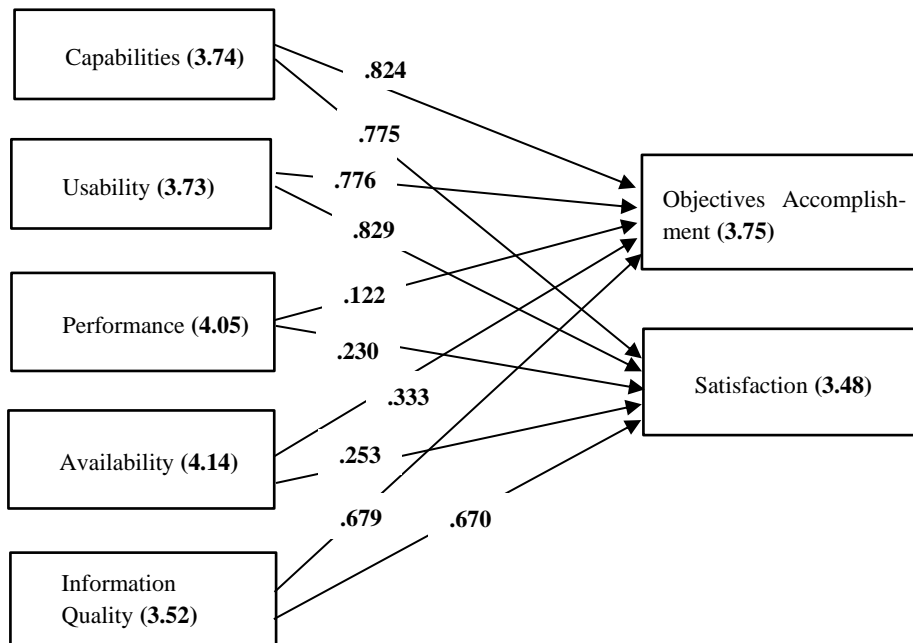 Capabilities (3.74)
.824
.775
Usability (3.73)
.776
.829
Objectives Accomplish-
ment (3.75)
Performance (4.05)
.122
.230
Satisfaction (3.48)
.333
Availability (4.14)
.253
.679
.670
Information
Quality (3.52)